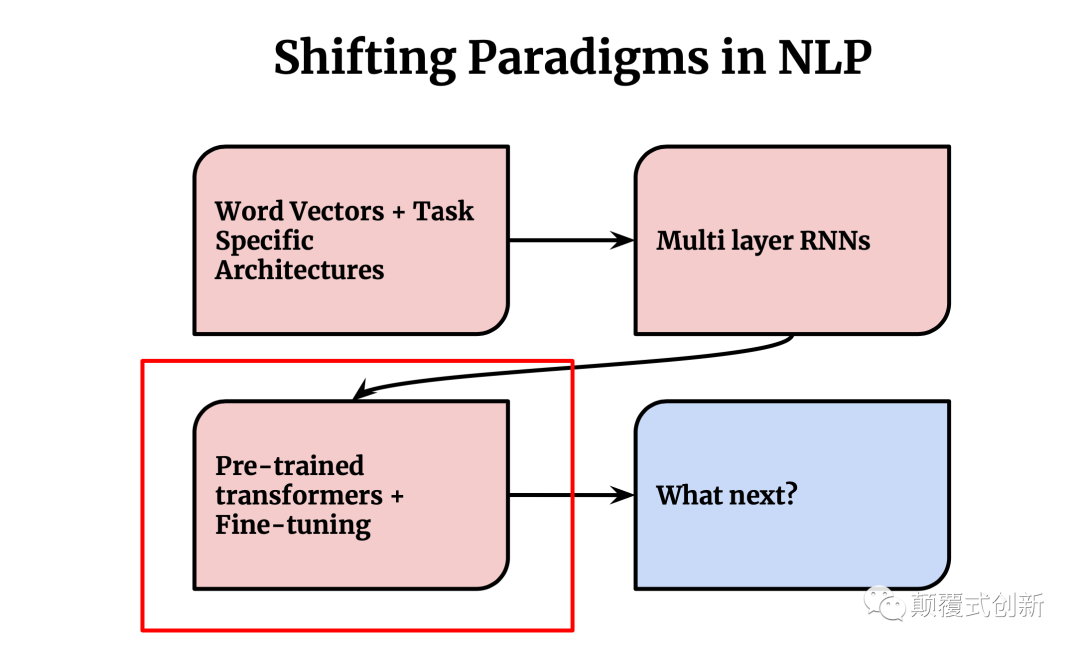 Shifting Paradigms in NLP
Word Vectors + Task
Specific
Architectures
Multi layer RNNs
Pre-trained
transformers +
Fine-tuning
What next?
颠覆式创新